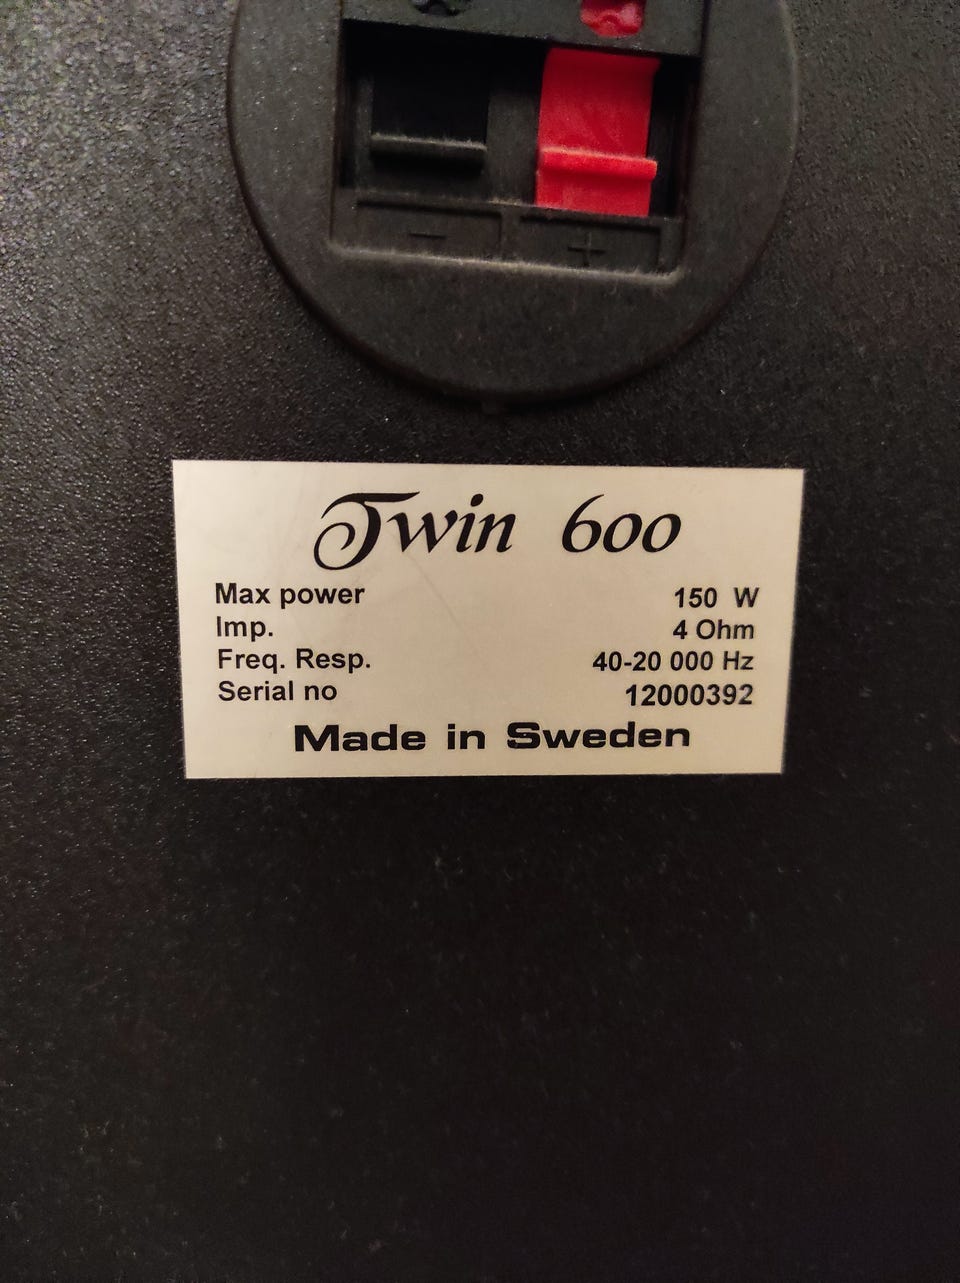 - +
Twin 600
Max power 150 W
Imp. 4 Ohm
Freq. Resp. 40-20 000 Hz
Serial no 12000392
Made in Sweden